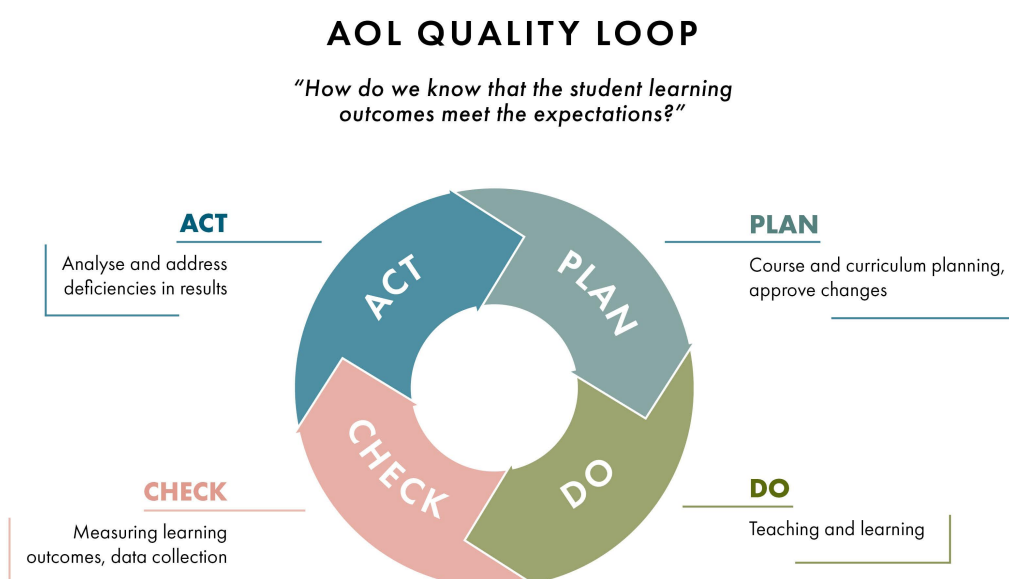 AOL QUALITY LOOP
“How do we know that the student learning
outcomes meet the expectations?”
ACT
Analyse and address
deficiencies in results
PLAN
Course and curriculum planning,
approve changes
ACT
PLAN
CHECK
DO
CHECK
Measuring learning
outcomes, data collection
DO
Teaching and learning